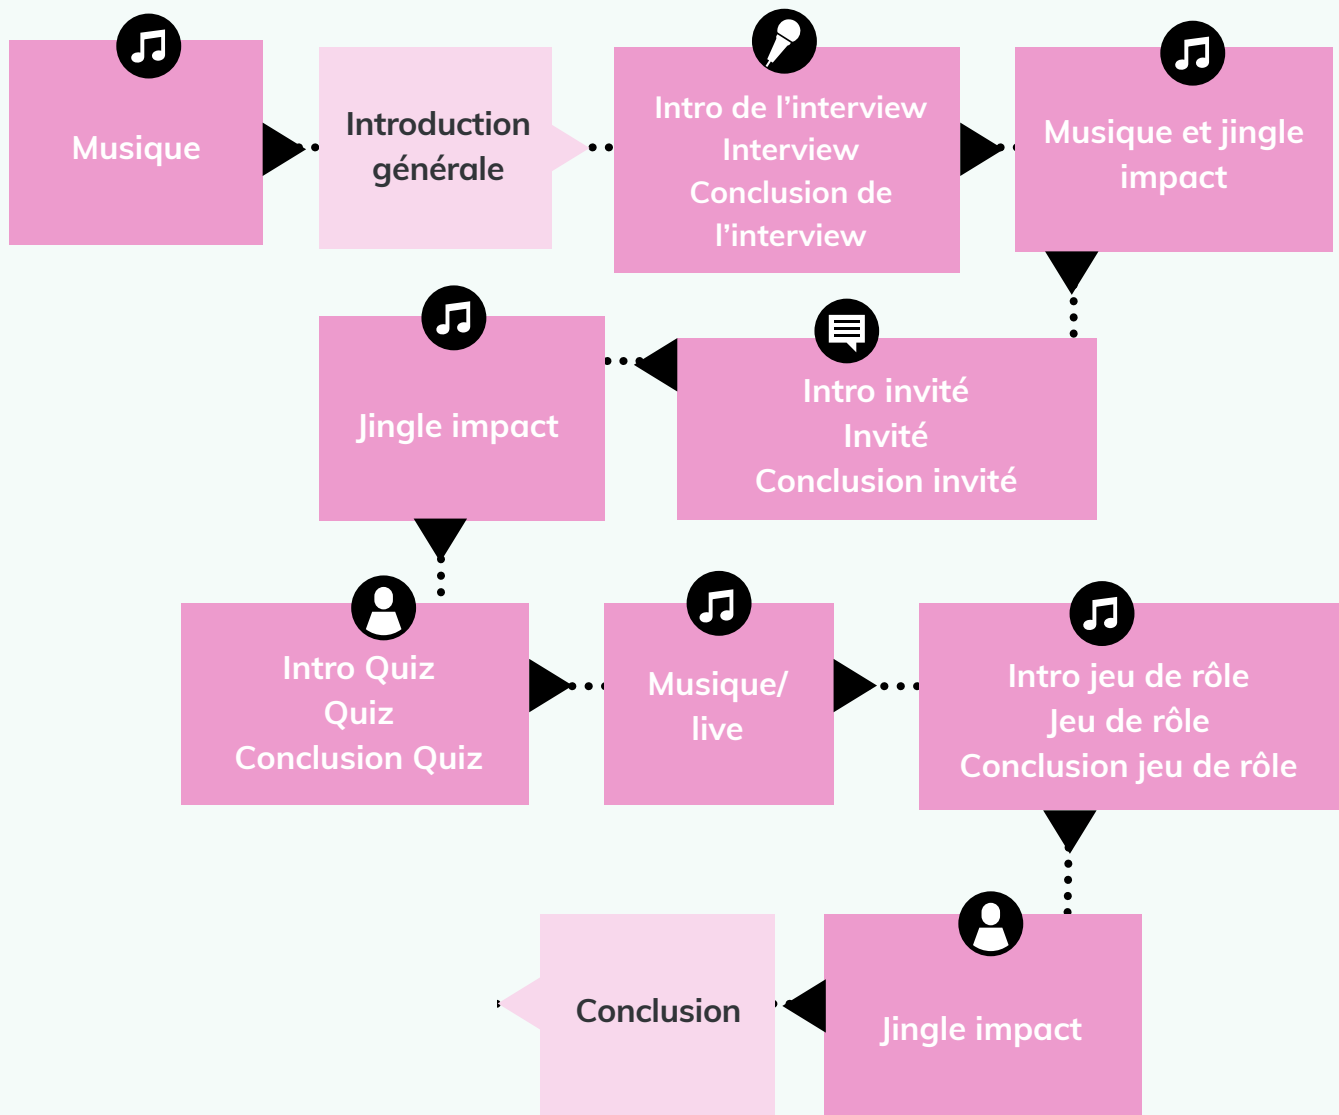 Musique
Introduction
générale
Intro de l’interview
Interview
Conclusion de
l’interview
Musique et jingle
impact
Intro invité
Invité
Conclusion invité
Jingle impact
Intro Quiz
Quiz
Conclusion Quiz
Musique/
live
Intro jeu de rôle
Jeu de rôle
Conclusion jeu de rôle
Jingle impact
Conclusion